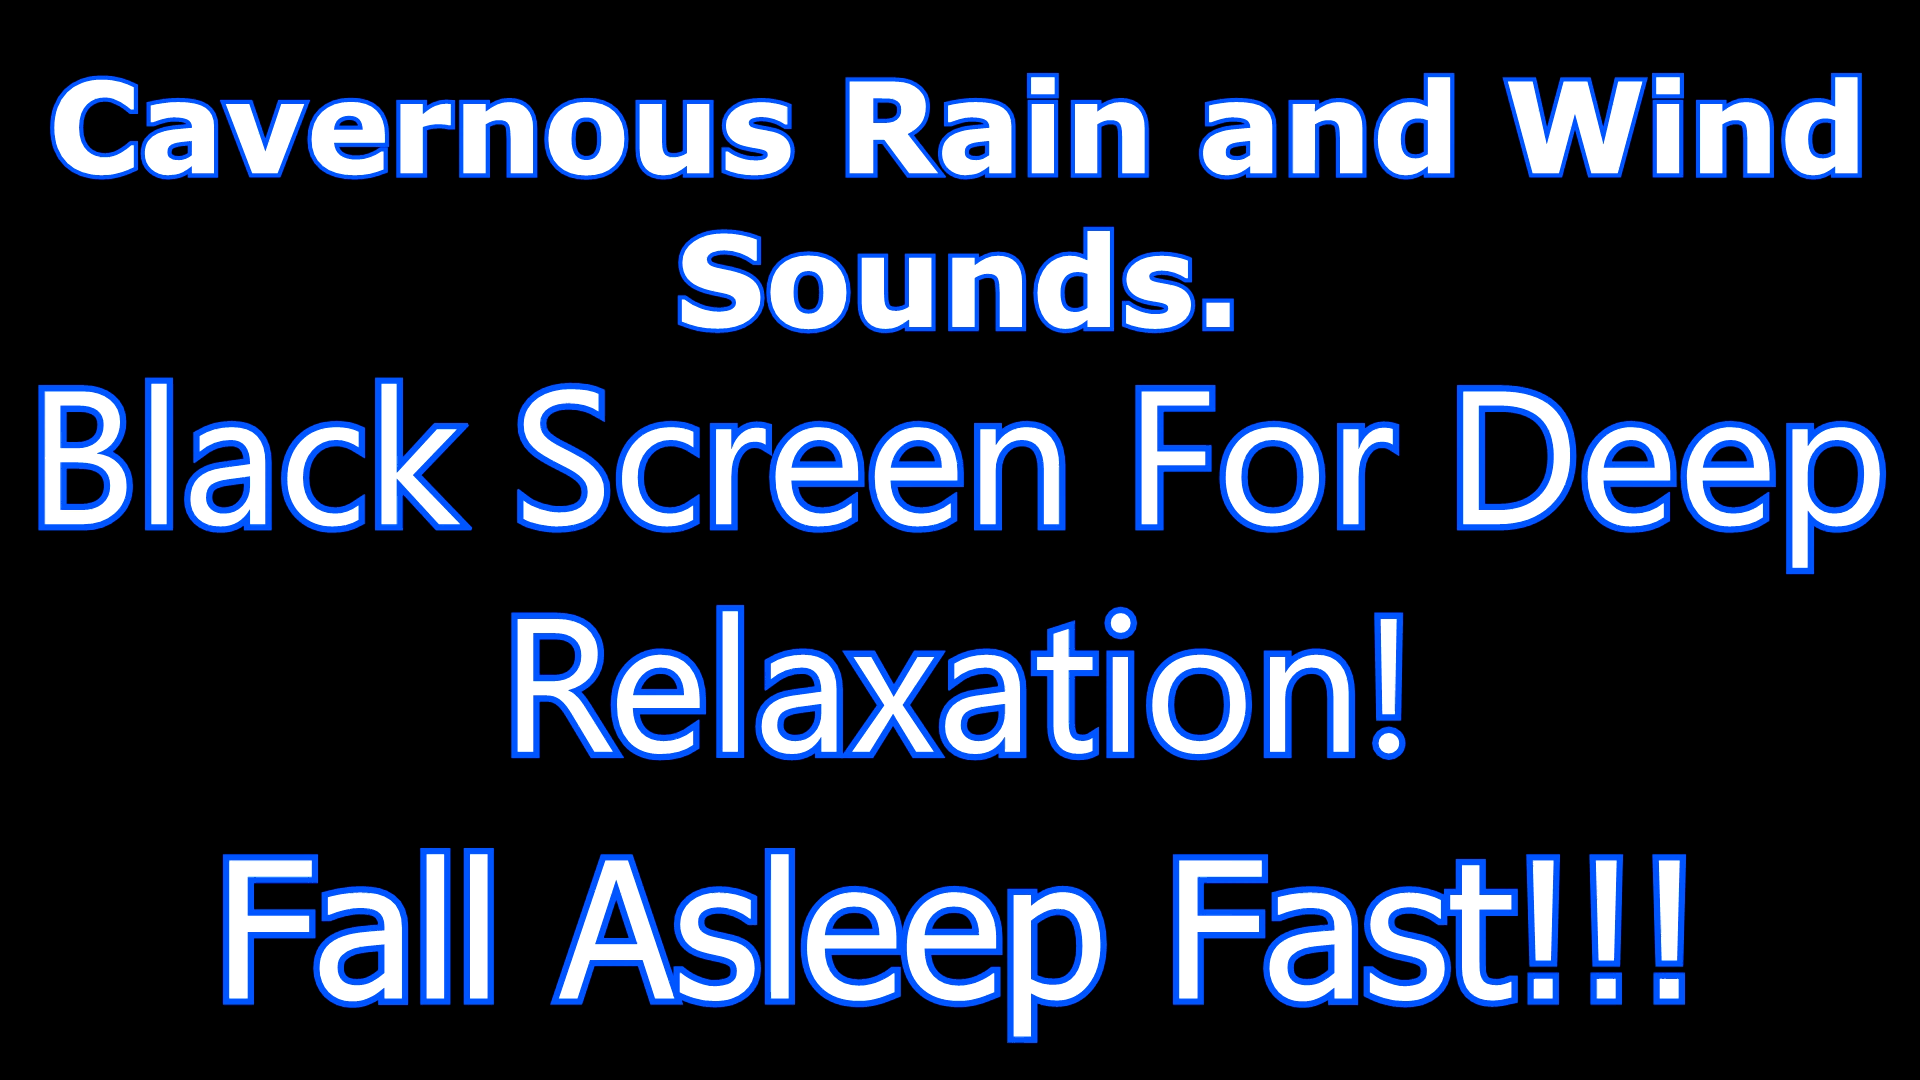 Cavernous Rain and Wind
Sounds.
Black Screen For Deep
Relaxation!
Fall Asleep Fast!!!